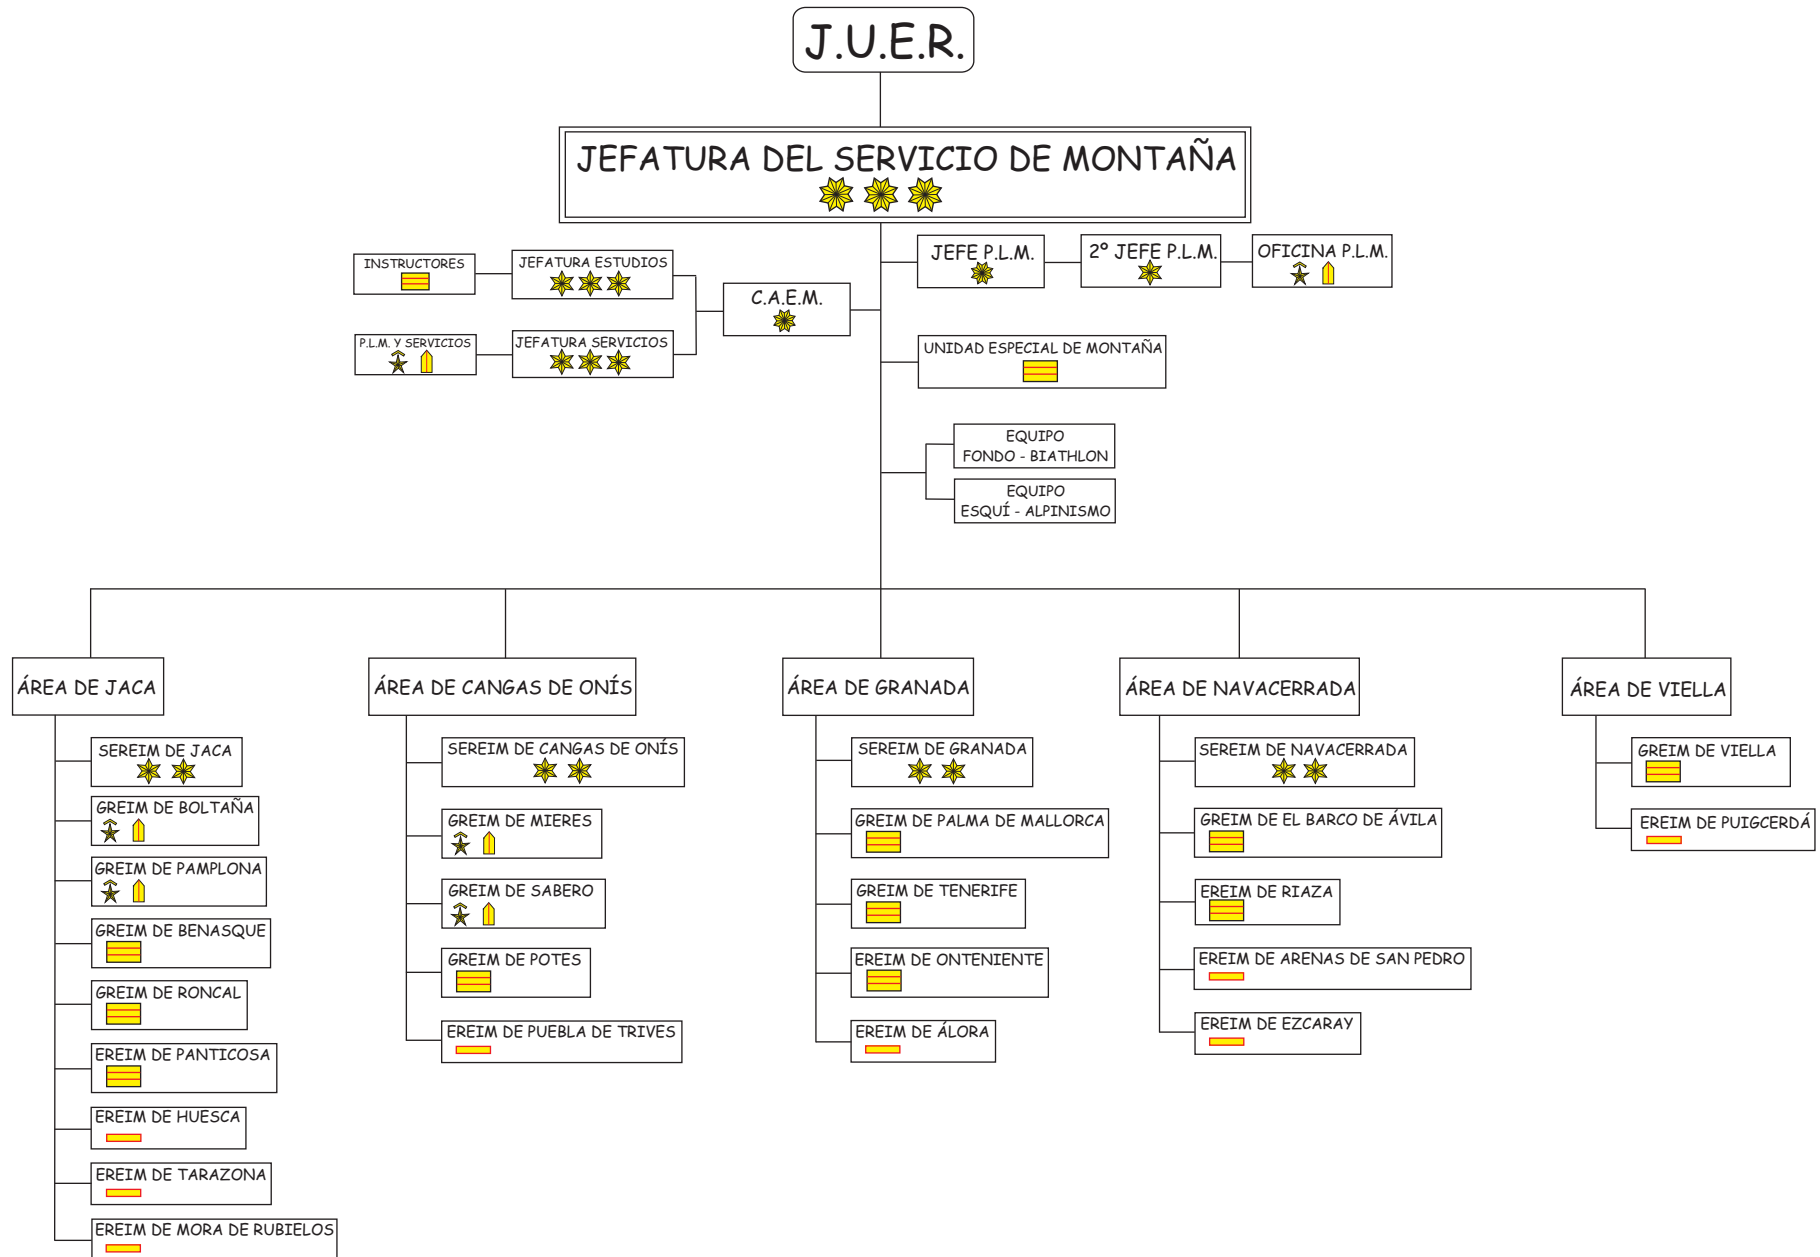 J.U.E.R.
JEFATURA DEL SERVICIO DE MONTAÑA
INSTRUCTORES
JEFATURA ESTUDIOS
P.L.M. Y SERVICIOS
JEFATURA SERVICIOS
C.A.E.M.
JEFE P.L.M.
2º JEFE P.L.M.
OFICINA P.L.M.
UNIDAD ESPECIAL DE MONTAÑA
EQUIPO
FONDO - BIATHLON
EQUIPO
ESQUÍ - ALPINISMO
ÁREA DE JACA
SEREIM DE JACA
GREIM DE BOLTAÑA
GREIM DE PAMPLONA
GREIM DE BENASQUE
GREIM DE RONCAL
EREIM DE PANTICOSA
EREIM DE HUESCA
EREIM DE TARAZONA
EREIM DE MORA DE RUBIELOS
ÁREA DE CANGAS DE ONÍS
SEREIM DE CANGAS DE ONÍS
GREIM DE MIERES
GREIM DE SABERO
GREIM DE POTES
EREIM DE PUEBLA DE TRIVES
ÁREA DE GRANADA
SEREIM DE GRANADA
GREIM DE PALMA DE MALLORCA
GREIM DE TENERIFE
EREIM DE ONTENIENTE
EREIM DE ÁLORA
ÁREA DE NAVACERRADA
SEREIM DE NAVACERRADA
GREIM DE EL BARCO DE ÁVILA
EREIM DE RIAZA
EREIM DE ARENAS DE SAN PEDRO
EREIM DE EZCARAY
ÁREA DE VIELLA
GREIM DE VIELLA
EREIM DE PUIGCERDÁ